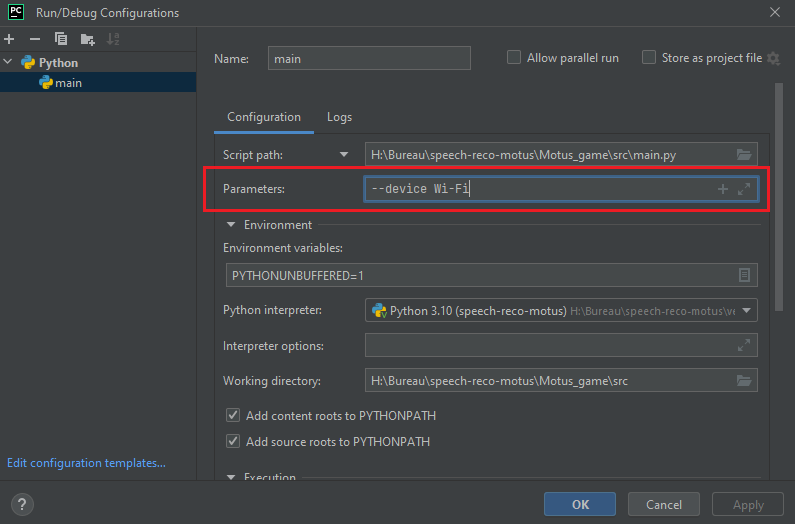 PC Run/Debug Configurations
Python
main
Name: main Allow parallel run Store as project file
Configuration Logs
Script path: H:\Bureau\speech-reco-motus\Motus_game\src\main.py
Parameters: --device Wi-Fi
Environment
Environment variables:
PYTHONUNBUFFERED=1
Python interpreter: Python 3.10 (speech-reco-motus) H:\Bureau\speech-reco-motus\ve
Interpreter options:
Working directory: H:\Bureau\speech-reco-motus\Motus_game\src
Add content roots to PYTHONPATH
Add source roots to PYTHONPATH
Edit configuration templates...
Execution
? OK Cancel Apply